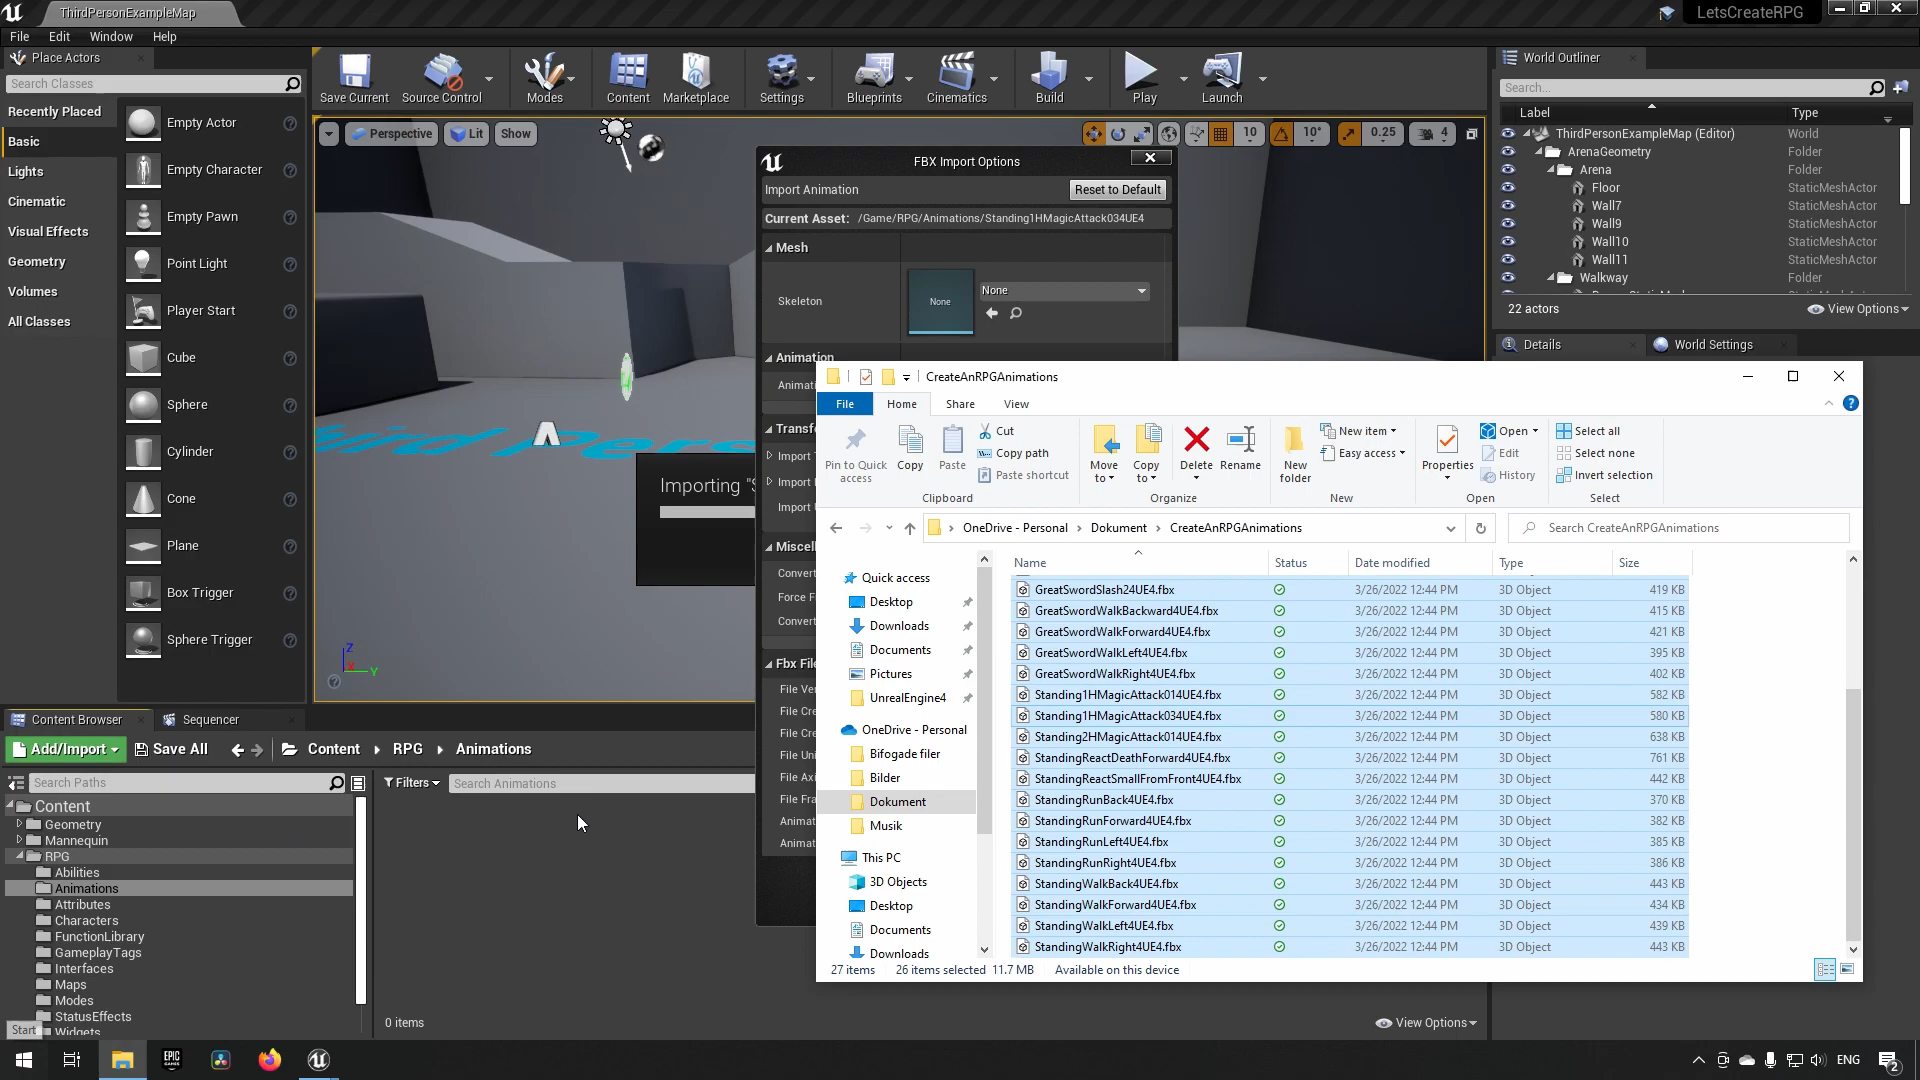 ThirdPersonExampleMap
LetsCreateRPG
File Edit Window Help
Place Actors
Search Classes
Recently Placed
Basic
Lights
Cinematic
Visual Effects
Geometry
Volumes
All Classes
Empty Actor
Empty Character
Empty Pawn
Point Light
Player Start
Cube
Sphere
Cylinder
Cone
Plane
Box Trigger
Sphere Trigger
Save Current
Source Control
Modes
Content
Marketplace
Settings
Blueprints
Cinematics
Build
Play
Launch
Perspective
Lit
Show
10
10°
0.25
4
Importing "S
FBX Import Options
Import Animation
Reset to Default
Current Asset: /Game/RPG/Animations/Standing1HMagicAttack034UE4
Mesh
Skeleton
None
None
Animation
World Outliner
Search...
Label Type
ThirdPersonExampleMap (Editor) World
ArenaGeometry Folder
Arena Folder
Floor StaticMeshActor
Wall7 StaticMeshActor
Wall9 StaticMeshActor
Wall10 StaticMeshActor
Wall11 StaticMeshActor
Walkway Folder
22 actors
View Options
Details
World Settings
CreateAnRPGAnimations
File Home Share View
Pin to Quick access
Copy
Paste
Cut
Copy path
Paste shortcut
Clipboard
Move to
Copy to
Delete
Rename
Organize
New folder
New item
Easy access
New
Properties
Open
Edit
History
Open
Select all
Select none
Invert selection
Select
OneDrive - Personal
Dokument
CreateAnRPGAnimations
Search CreateAnRPGAnimations
Quick access
Desktop
Downloads
Documents
Pictures
UnrealEngine4
OneDrive - Personal
Bifogade filer
Bilder
Dokument
Musik
This PC
3D Objects
Desktop
Documents
Downloads
Name Status Date modified Type Size
GreatSwordSlash24UE4.fbx 3/26/2022 12:44 PM 3D Object 419 KB
GreatSwordWalkBackward4UE4.fbx 3/26/2022 12:44 PM 3D Object 415 KB
GreatSwordWalkForward4UE4.fbx 3/26/2022 12:44 PM 3D Object 421 KB
GreatSwordWalkLeft4UE4.fbx 3/26/2022 12:44 PM 3D Object 395 KB
GreatSwordWalkRight4UE4.fbx 3/26/2022 12:44 PM 3D Object 402 KB
Standing1HMagicAttack014UE4.fbx 3/26/2022 12:44 PM 3D Object 582 KB
Standing1HMagicAttack034UE4.fbx 3/26/2022 12:44 PM 3D Object 580 KB
Standing2HMagicAttack014UE4.fbx 3/26/2022 12:44 PM 3D Object 638 KB
StandingReactDeathForward4UE4.fbx 3/26/2022 12:44 PM 3D Object 761 KB
StandingReactSmallFromFront4UE4.fbx 3/26/2022 12:44 PM 3D Object 442 KB
StandingRunBack4UE4.fbx 3/26/2022 12:44 PM 3D Object 370 KB
StandingRunForward4UE4.fbx 3/26/2022 12:44 PM 3D Object 382 KB
StandingRunLeft4UE4.fbx 3/26/2022 12:44 PM 3D Object 385 KB
StandingRunRight4UE4.fbx 3/26/2022 12:44 PM 3D Object 386 KB
StandingWalkBack4UE4.fbx 3/26/2022 12:44 PM 3D Object 443 KB
StandingWalkForward4UE4.fbx 3/26/2022 12:44 PM 3D Object 434 KB
StandingWalkLeft4UE4.fbx 3/26/2022 12:44 PM 3D Object 439 KB
StandingWalkRight4UE4.fbx 3/26/2022 12:44 PM 3D Object 443 KB
27 items 26 items selected 11.7 MB Available on this device
Content Browser
Sequencer
Add/Import
Save All
Content
RPG
Animations
Search Paths
Filters
Search Animations
Content
Geometry
Mannequin
RPG
Abilities
Animations
Attributes
Characters
FunctionLibrary
GameplayTags
Interfaces
Maps
Modes
StatusEffects
Widgets
Start
0 items
View Options
EPIC
ENG
2